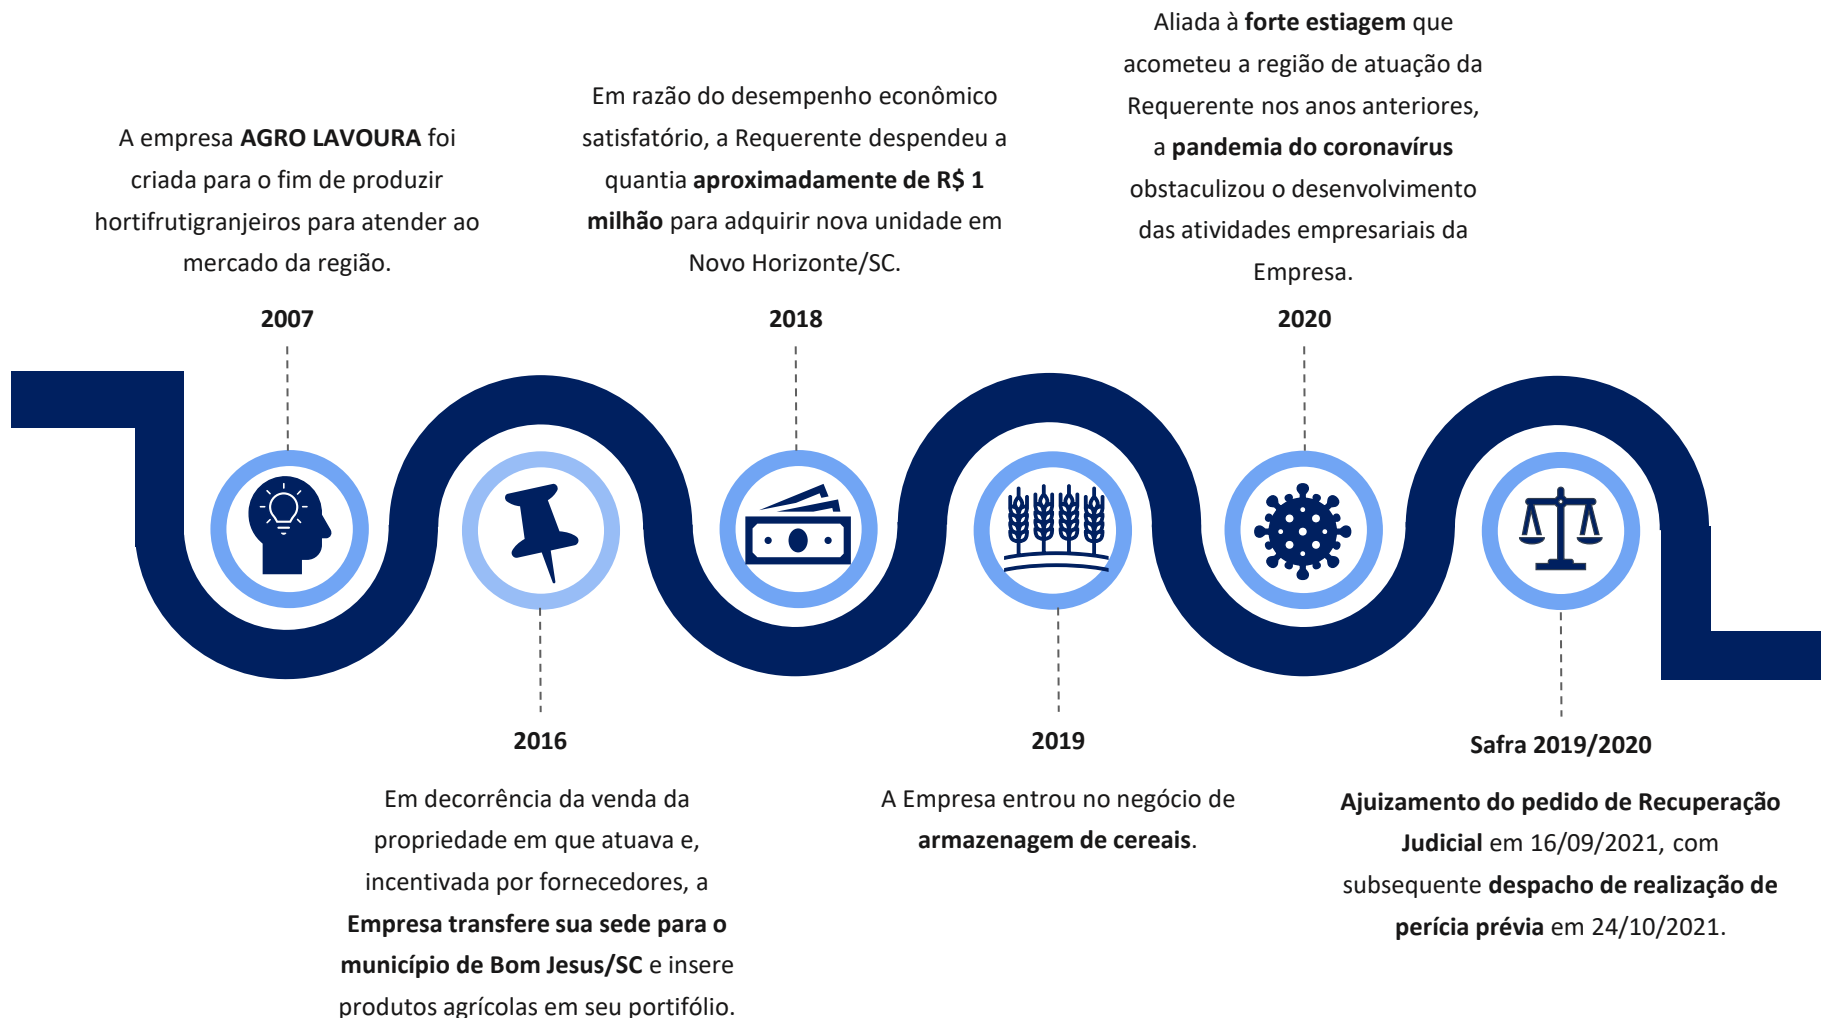 A empresa AGRO LAVOURA foi
criada para o fim de produzir
hortifrutigranjeiros para atender ao
mercado da região.
2007
Em decorrência da venda da
propriedade em que atuava e,
incentivada por fornecedores, a
Empresa transfere sua sede para o
município de Bom Jesus/SC e insere
produtos agrícolas em seu portifólio.
2016
Em razão do desempenho econômico
satisfatório, a Requerente despendeu a
quantia aproximadamente de R$ 1
milhão para adquirir nova unidade em
Novo Horizonte/SC.
2018
2019
A Empresa entrou no negócio de
armazenagem de cereais.
Aliada à forte estiagem que
acometeu a região de atuação da
Requerente nos anos anteriores,
a pandemia do coronavírus
obstaculizou o desenvolvimento
das atividades empresariais da
Empresa.
2020
Safra 2019/2020
Ajuizamento do pedido de Recuperação
Judicial em 16/09/2021, com
subsequente despacho de realização de
perícia prévia em 24/10/2021.